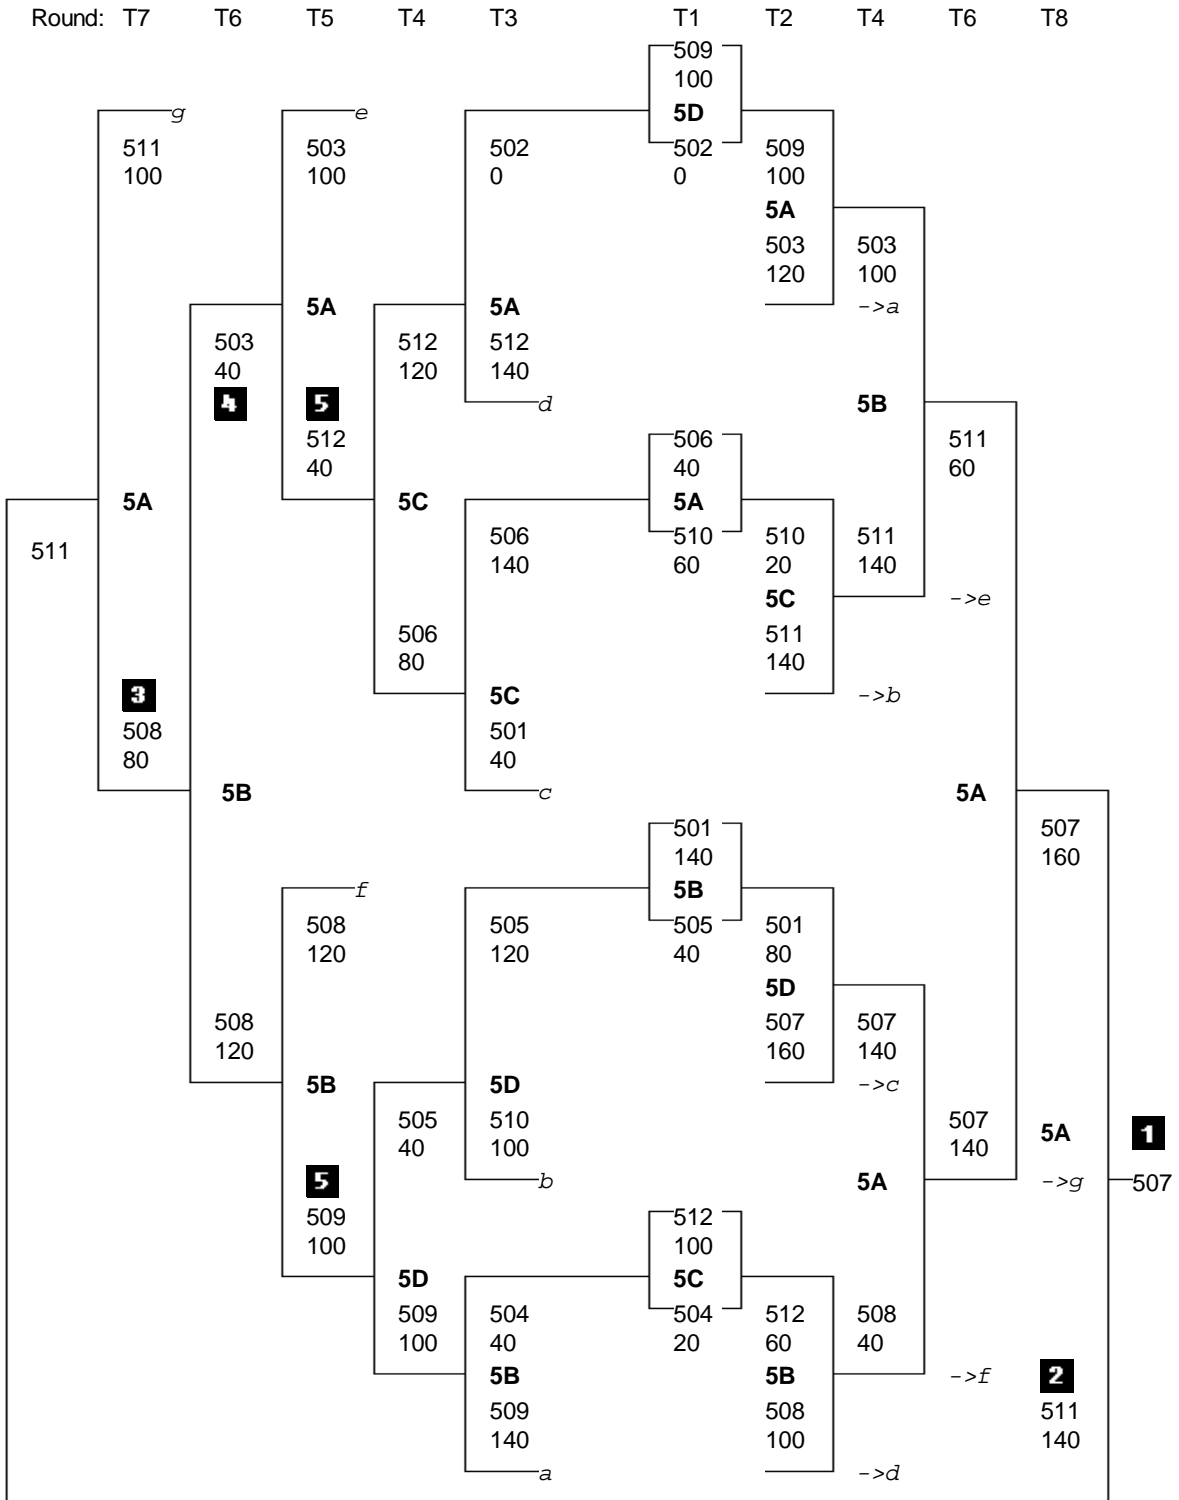 Round: T7 T6 T5 T4 T3 T1 T2 T4 T6 T8
509
100
g e 5D
511 503 502 502 509
100 100 0 0 100
5A
503 503
120 100
5A 5A ->a
503 512 512
40 120 140
4 5 d 5B
512 506 511
40 40 60
5A 5C 5A
511 506 510 510 511
140 60 20 140
5C ->e
506 511
80 140
3 5C ->b
508 501
80 40
5B c 5A
501 507
140 160
f 5B
508 505 505 501
120 120 40 80
5D
508 507 507
120 160 140
5B 5D ->c
505 510 507 5A 1
40 100 140
5 b 5A ->g 507
509 512
100 100
5D 5C
509 504 504 512 508
100 40 20 60 40
5B 5B ->f 2
509 508 511
140 100 140
a ->d